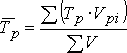 T̅p = ∑(Tp · Vpi) / ∑V